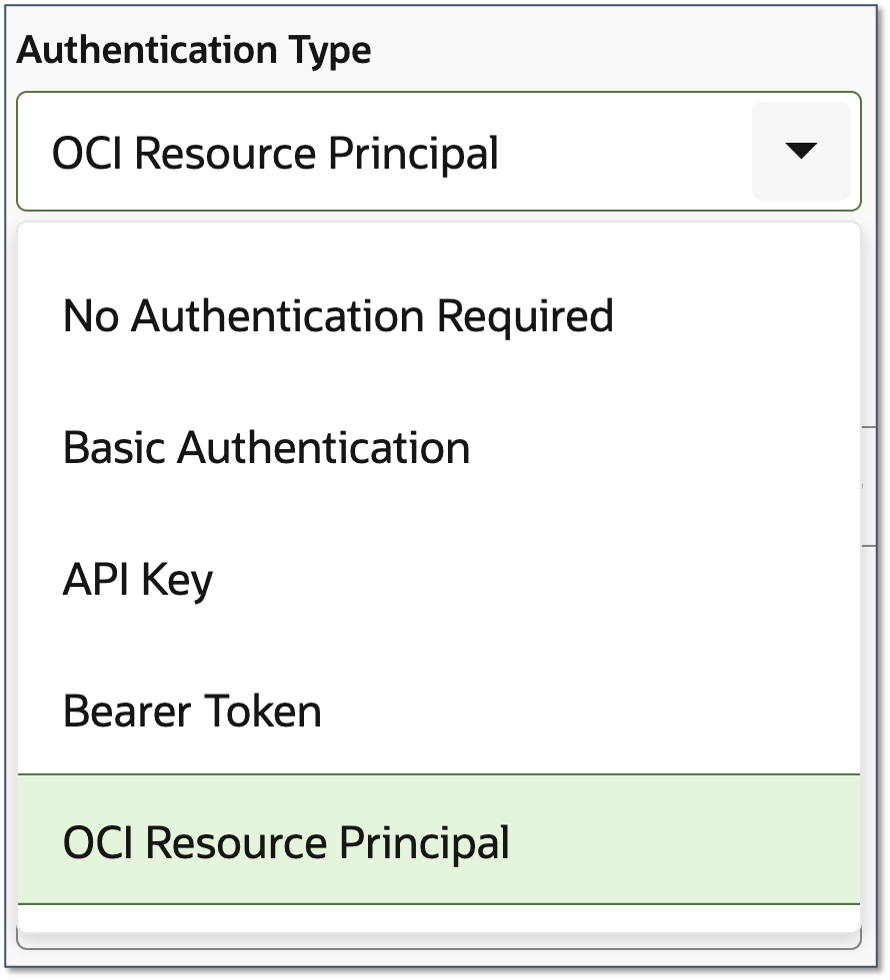 Authentication Type
OCI Resource Principal
No Authentication Required
Basic Authentication
API Key
Bearer Token
OCI Resource Principal